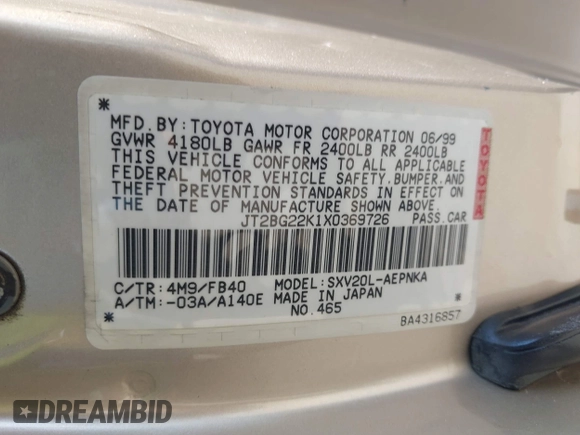 MFD. BY: TOYOTA MOTOR CORPORATION 06/99
GVWR 4180LB GAWR FR 2400LB RR 2400LB
THIS VEHICLE CONFORMS TO ALL APPLICABLE
FEDERAL MOTOR VEHICLE SAFETY, BUMPER, AND
THEFT PREVENTION STANDARDS IN EFFECT ON
THE DATE OF MANUFACTURE SHOWN ABOVE.
JT2BG22K1X0369726 PASS. CAR
C/TR: 4M9/FB40 MODEL: SXV20L-AEPNKA
A/TM: -03A/A140E MADE IN JAPAN
NO. 465
BA4316857
TOYOTA
DREAMBID